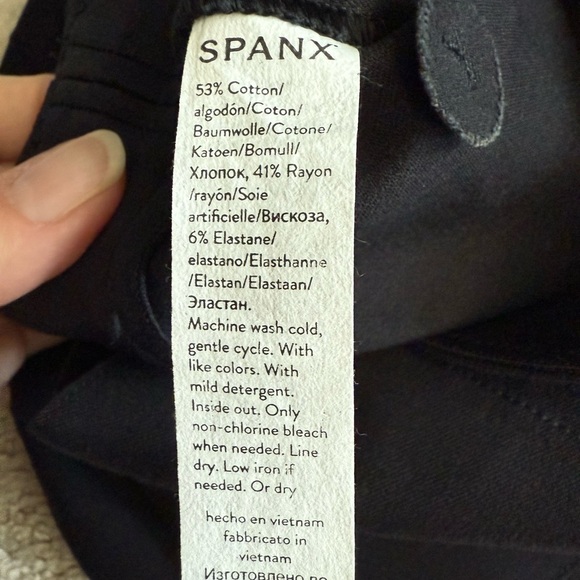 SPANX
53% Cotton/
algodón/Coton/
Baumwolle/Cotone/
Katoen/Bomull/
Хлопок, 41% Rayon
/rayón/Soie
artificielle/Вискоза,
6% Elastane/
elastano/Elasthanne
/Elastan/Elastaan/
Эластан.
Machine wash cold,
gentle cycle. With
like colors. With
mild detergent.
Inside out. Only
non-chlorine bleach
when needed. Line
dry. Low iron if
needed. Or dry
hecho en vietnam
fabbricato in
vietnam
Изготовлено во